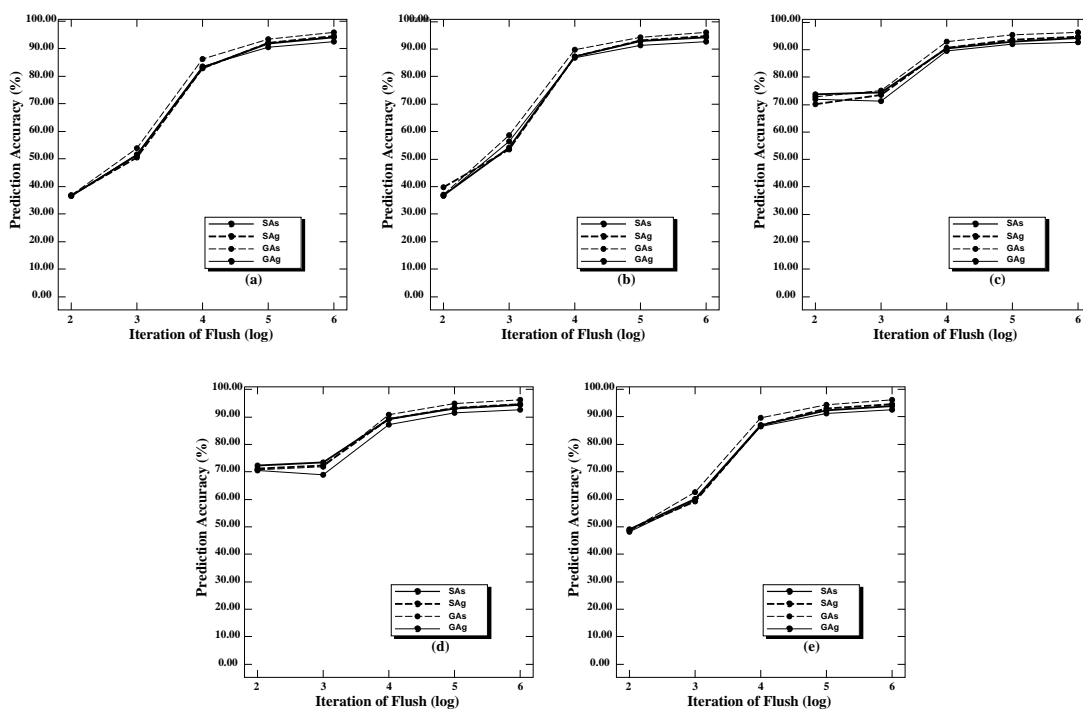 100.00
90.00
80.00
70.00
60.00
50.00
40.00
30.00
20.00
10.00
0.00
Prediction Accuracy (%)
SAs
SAg
GAs
GAg
(a)
2 3 4 5 6
Iteration of Flush (log)
100.00
90.00
80.00
70.00
60.00
50.00
40.00
30.00
20.00
10.00
0.00
Prediction Accuracy (%)
SAs
SAg
GAs
GAg
(b)
2 3 4 5 6
Iteration of Flush (log)
100.00
90.00
80.00
70.00
60.00
50.00
40.00
30.00
20.00
10.00
0.00
Prediction Accuracy (%)
SAs
SAg
GAs
GAg
(c)
2 3 4 5 6
Iteration of Flush (log)
100.00
90.00
80.00
70.00
60.00
50.00
40.00
30.00
20.00
10.00
0.00
Prediction Accuracy (%)
SAs
SAg
GAs
GAg
(d)
2 3 4 5 6
Iteration of Flush (log)
100.00
90.00
80.00
70.00
60.00
50.00
40.00
30.00
20.00
10.00
0.00
Prediction Accuracy (%)
SAs
SAg
GAs
GAg
(e)
2 3 4 5 6
Iteration of Flush (log)